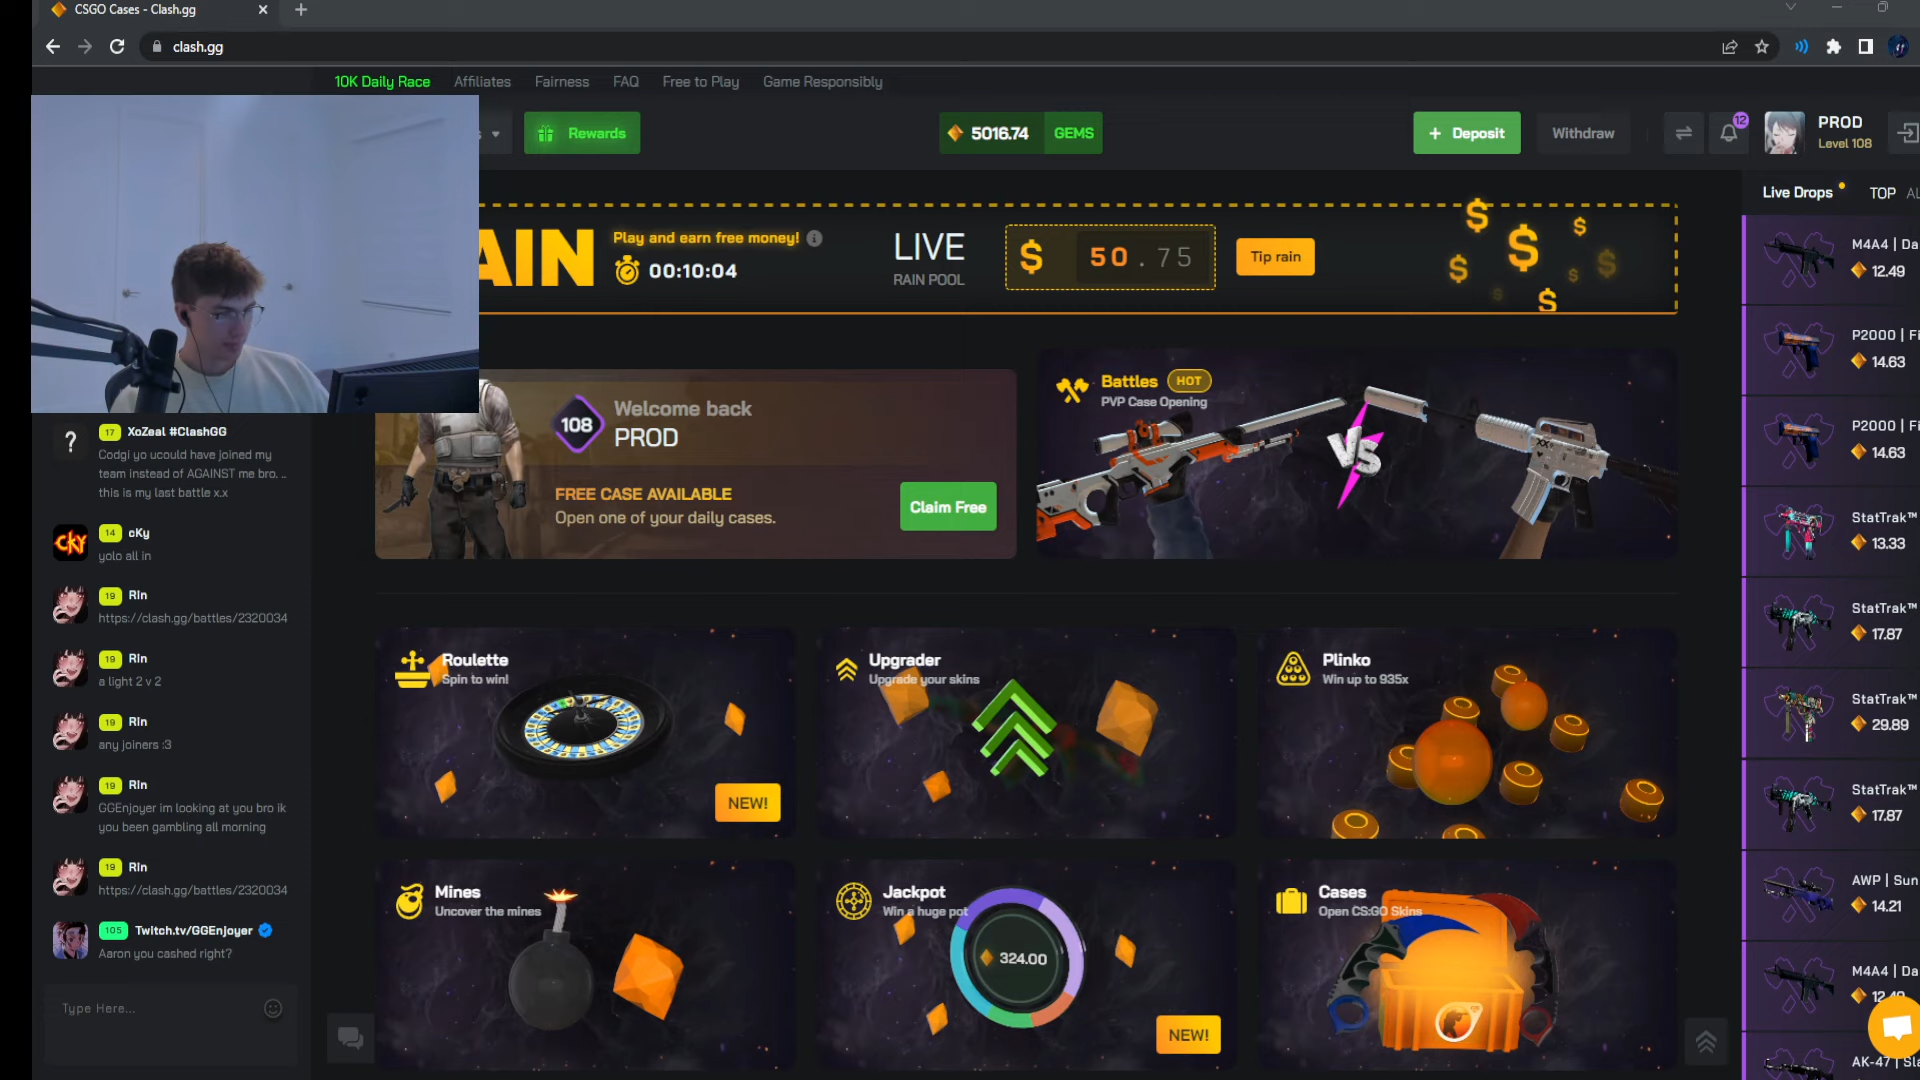 CSGO Cases - Clash.gg
clash.gg
10K Daily Race
Affiliates
Fairness
FAQ
Free to Play
Game Responsibly
Rewards
5016.74
GEMS
+ Deposit
Withdraw
12
PROD
Level 108
AIN
Play and earn free money!
00:10:04
LIVE
RAIN POOL
$ 50.75
Tip rain
Live Drops
TOP
M4A4 | Da
12.49
P2000 | Fi
14.63
P2000 | Fi
14.63
StatTrak™
13.33
StatTrak™
17.87
StatTrak™
29.89
StatTrak™
17.87
AWP | Sun
14.21
M4A4 | Da
12.49
AK-47 | Sl
108
Welcome back
PROD
FREE CASE AVAILABLE
Open one of your daily cases.
Claim Free
Battles
HOT
PVP Case Opening
VS
17 XoZeal #ClashGG
Codgi yo ucould have joined my
team instead of AGAINST me bro. ..
this is my last battle x.x
CKY
14 cKy
yolo all in
19 RIn
https://clash.gg/battles/2320034
19 RIn
a light 2 v 2
19 RIn
any joiners :3
19 RIn
GGEnjoyer im looking at you bro ik
you been gambling all morning
19 RIn
https://clash.gg/battles/2320034
105 Twitch.tv/GGEnjoyer
Aaron you cashed right?
Type Here...
Roulette
Spin to win!
NEW!
Upgrader
Upgrade your skins
Plinko
Win up to 935x
Mines
Uncover the mines
Jackpot
Win a huge pot
324.00
NEW!
Cases
Open CS:GO Skins